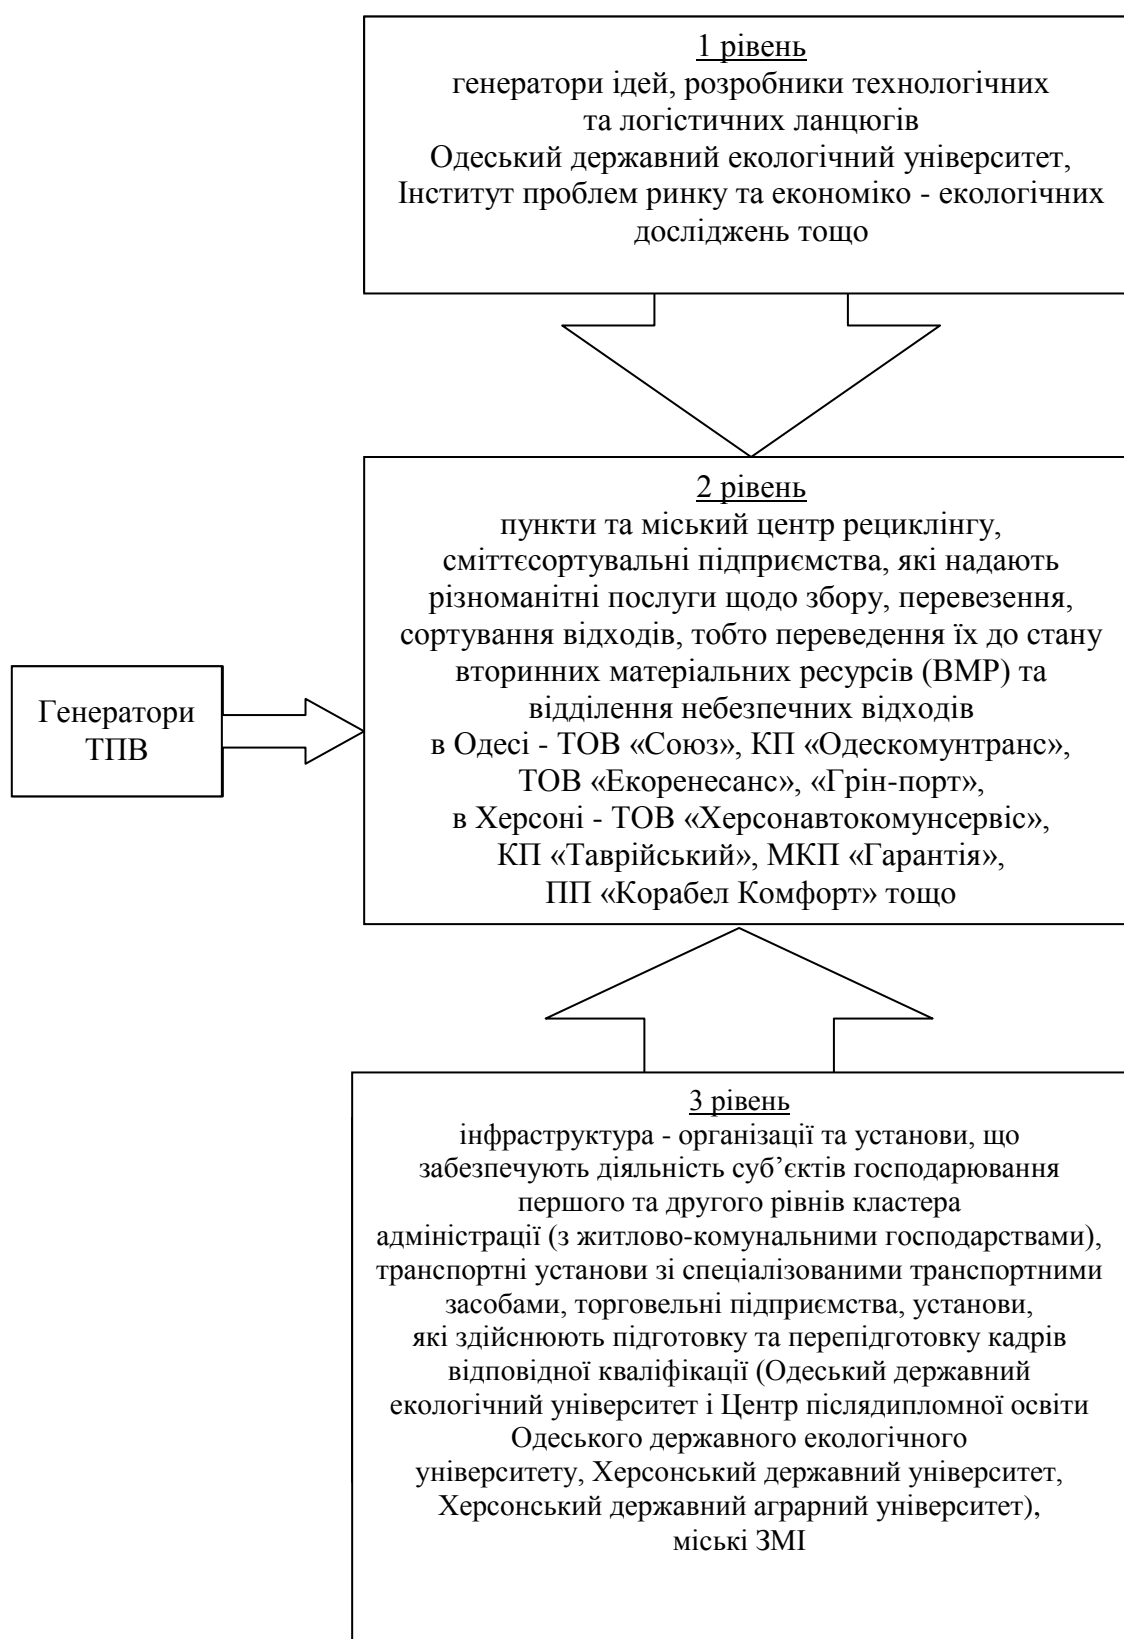 1 рівень
генератори ідей, розробники технологічних
та логістичних ланцюгів
Одеський державний екологічний університет,
Інститут проблем ринку та економіко - екологічних
досліджень тощо
2 рівень
пункти та міський центр рециклінгу,
сміттєсортувальні підприємства, які надають
різноманітні послуги щодо збору, перевезення,
сортування відходів, тобто переведення їх до стану
вторинних матеріальних ресурсів (ВМР) та
відділення небезпечних відходів
в Одесі - ТОВ «Союз», КП «Одескомунтранс»,
ТОВ «Екоренесанс», «Грін-порт»,
в Херсоні - ТОВ «Херсонавтокомунсервіс»,
КП «Таврійський», МКП «Гарантія»,
ПП «Корабел Комфорт» тощо
Генератори
ТПВ
3 рівень
інфраструктура - організації та установи, що
забезпечують діяльність суб’єктів господарювання
першого та другого рівнів кластера
адміністрації (з житлово-комунальними господарствами),
транспортні установи зі спеціалізованими транспортними
засобами, торговельні підприємства, установи,
які здійснюють підготовку та перепідготовку кадрів
відповідної кваліфікації (Одеський державний
екологічний університет і Центр післядипломної освіти
Одеського державного екологічного
університету, Херсонський державний університет,
Херсонський державний аграрний університет),
міські ЗМІ